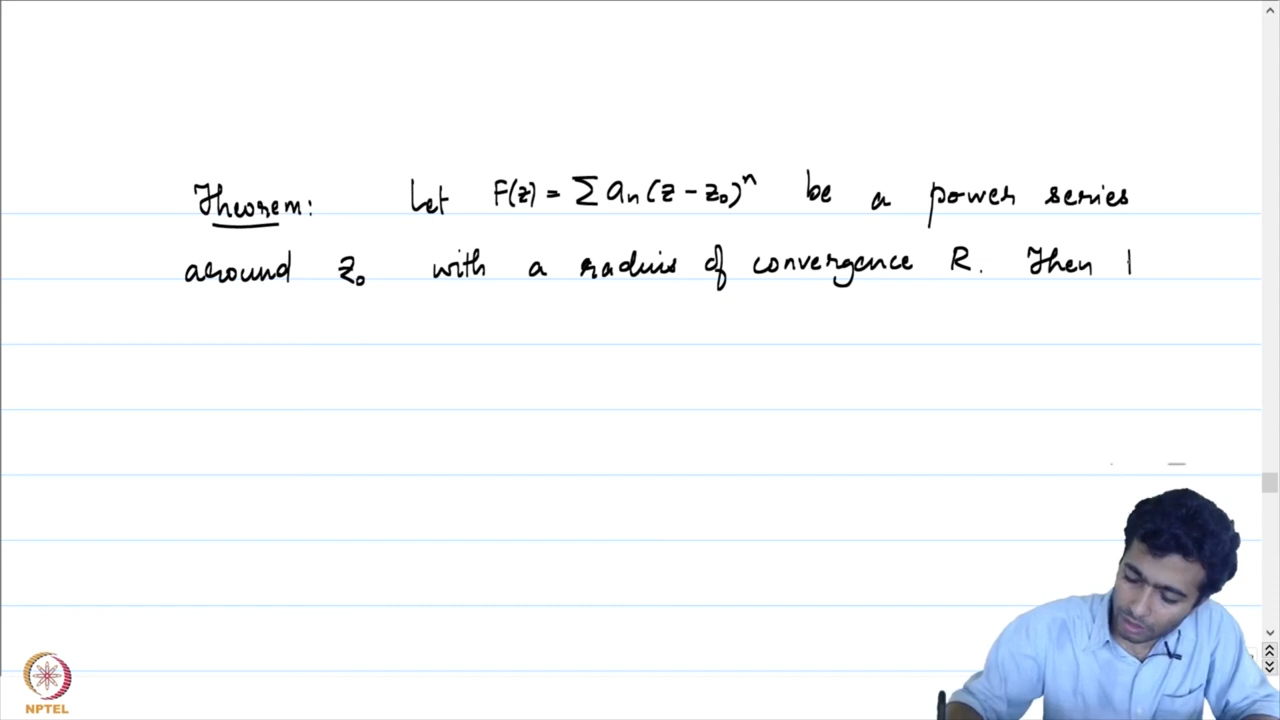 Theorem: Let F(z) = Σ aₙ (z − z₀)ⁿ be a power series
around z₀ with a radius of convergence R. Then
NPTEL